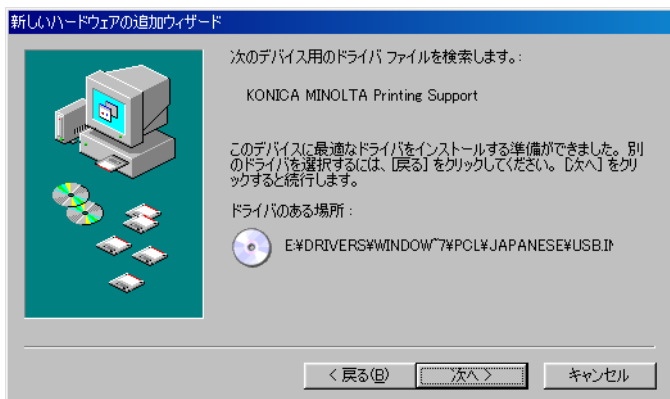 新しいハードウェアの追加ウィザード
次のデバイス用のドライバ ファイルを検索します。:
KONICA MINOLTA Printing Support
このデバイスに最適なドライバをインストールする準備ができました。別
のドライバを選択するには、[戻る] をクリックしてください。[次へ] をクリ
ックすると続行します。
ドライバのある場所 :
E:¥DRIVERS¥WINDOW~7¥PCL¥JAPANESE¥USB.IN
< 戻る(B)
次へ >
キャンセル